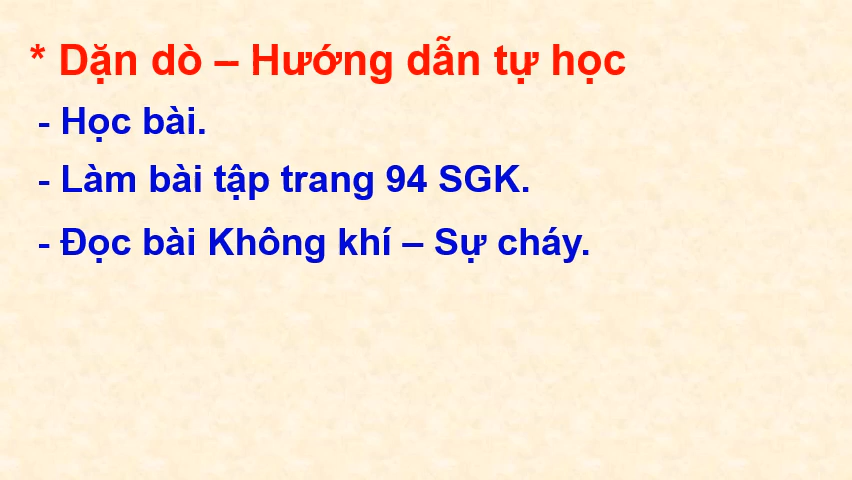 * Dặn dò – Hướng dẫn tự học
- Học bài.
- Làm bài tập trang 94 SGK.
- Đọc bài Không khí – Sự cháy.